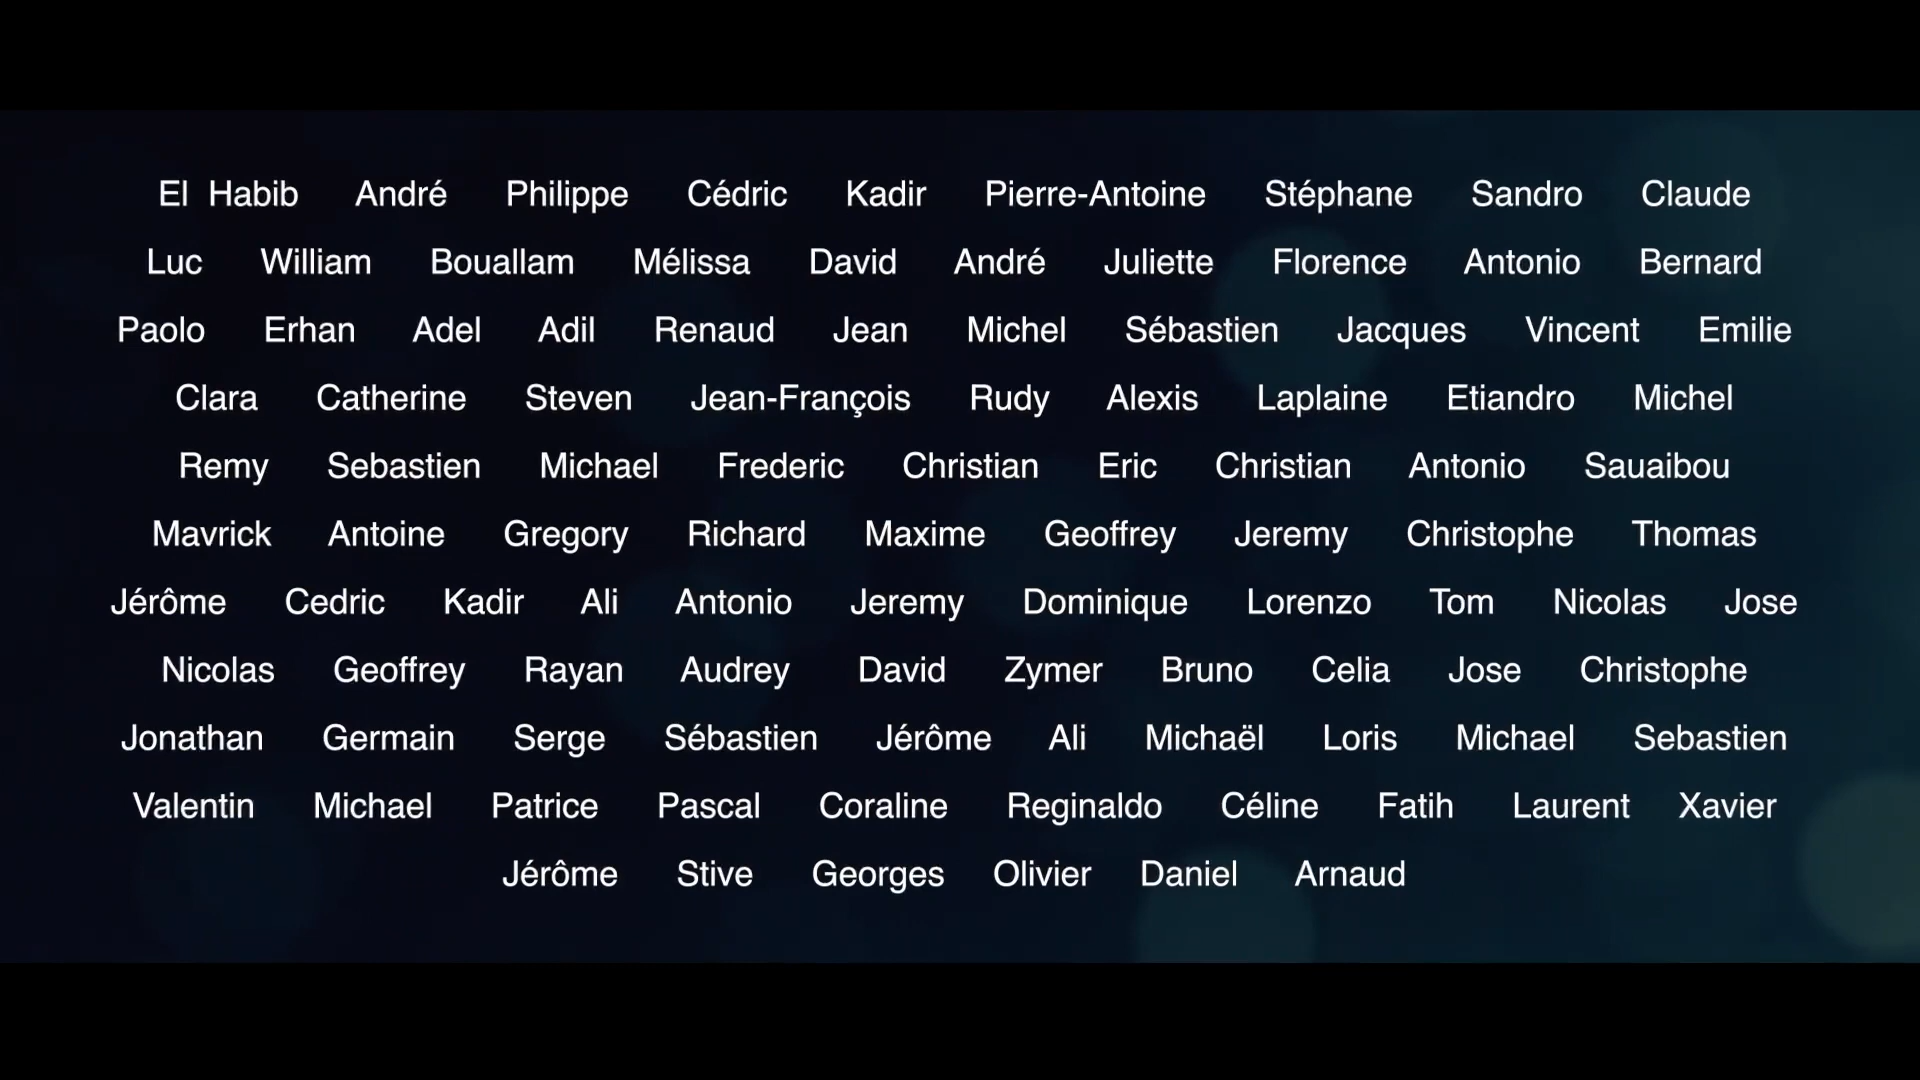 El Habib André Philippe Cédric Kadir Pierre-Antoine Stéphane Sandro Claude
Luc William Bouallam Mélissa David André Juliette Florence Antonio Bernard
Paolo Erhan Adel Adil Renaud Jean Michel Sébastien Jacques Vincent Emilie
Clara Catherine Steven Jean-François Rudy Alexis Laplaine Etiandro Michel
Remy Sebastien Michael Frederic Christian Eric Christian Antonio Sauaibou
Mavrick Antoine Gregory Richard Maxime Geoffrey Jeremy Christophe Thomas
Jérôme Cedric Kadir Ali Antonio Jeremy Dominique Lorenzo Tom Nicolas Jose
Nicolas Geoffrey Rayan Audrey David Zymer Bruno Celia Jose Christophe
Jonathan Germain Serge Sébastien Jérôme Ali Michaël Loris Michael Sebastien
Valentin Michael Patrice Pascal Coraline Reginaldo Céline Fatih Laurent Xavier
Jérôme Stive Georges Olivier Daniel Arnaud